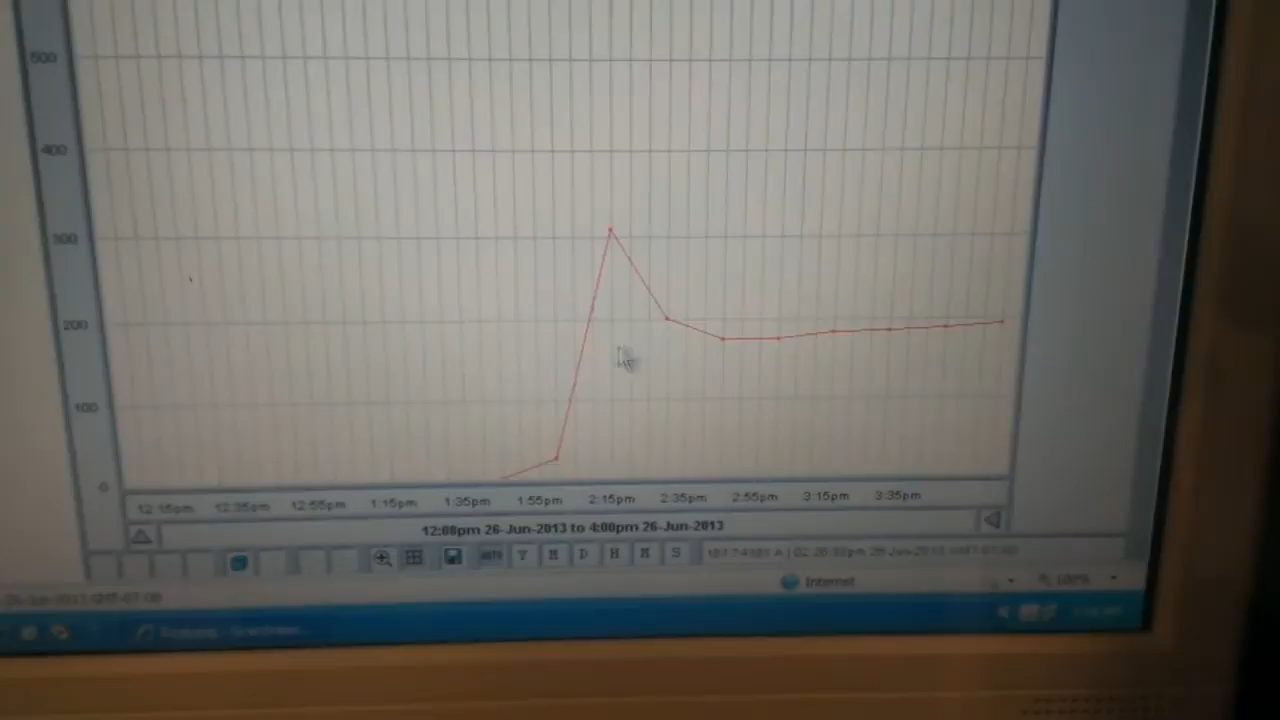 500
400
300
200
100
0
12:15pm 12:35pm 12:55pm 1:15pm 1:35pm 1:55pm 2:15pm 2:35pm 2:55pm 3:15pm 3:35pm
12:00pm 26-Jun-2013 to 4:00pm 26-Jun-2013
AUTO Y M D H M S
Internet 100%